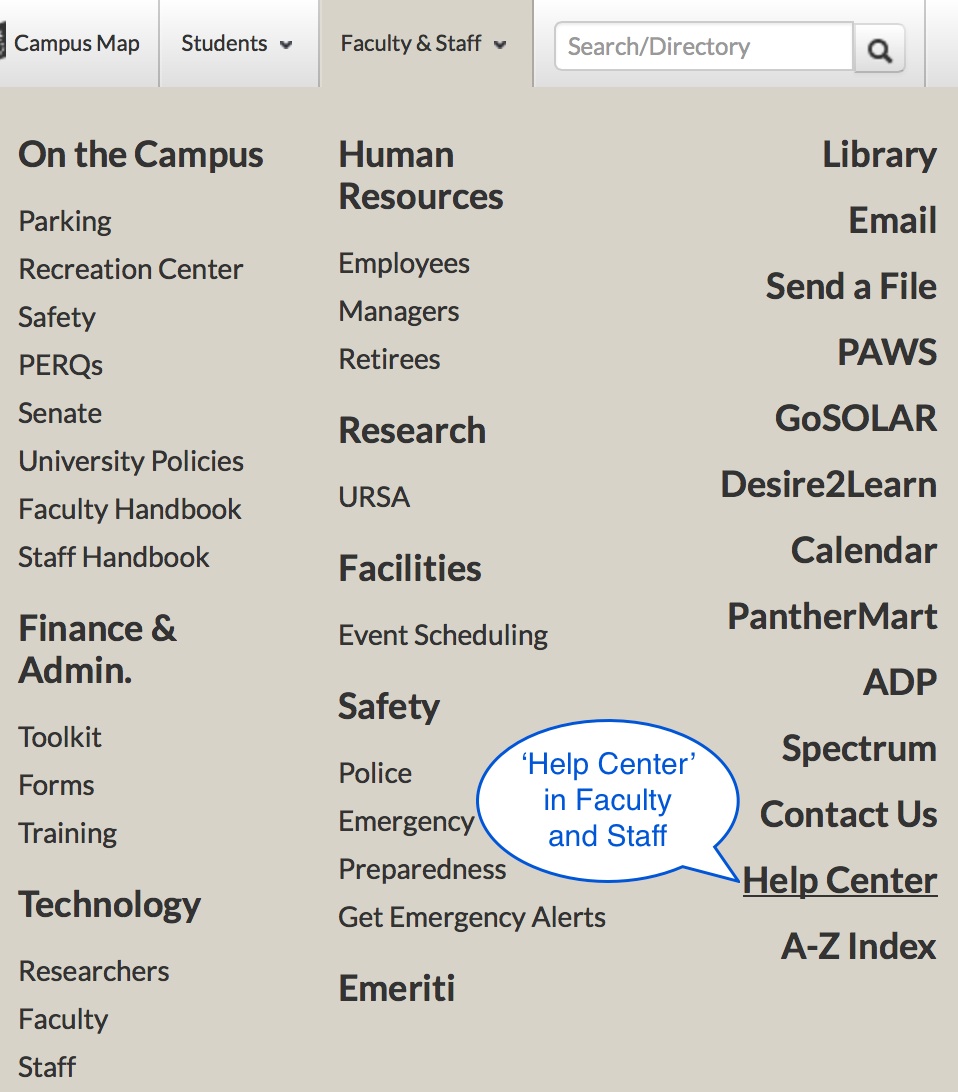 Campus Map
Students
Faculty & Staff
Search/Directory
On the Campus
Parking
Recreation Center
Safety
PERQs
Senate
University Policies
Faculty Handbook
Staff Handbook
Finance &
Admin.
Toolkit
Forms
Training
Technology
Researchers
Faculty
Staff
Human
Resources
Employees
Managers
Retirees
Research
URSA
Facilities
Event Scheduling
Safety
Police
Emergency
Preparedness
Get Emergency Alerts
Emeriti
‘Help Center’
in Faculty
and Staff
Library
Email
Send a File
PAWS
GoSOLAR
Desire2Learn
Calendar
PantherMart
ADP
Spectrum
Contact Us
Help Center
A-Z Index